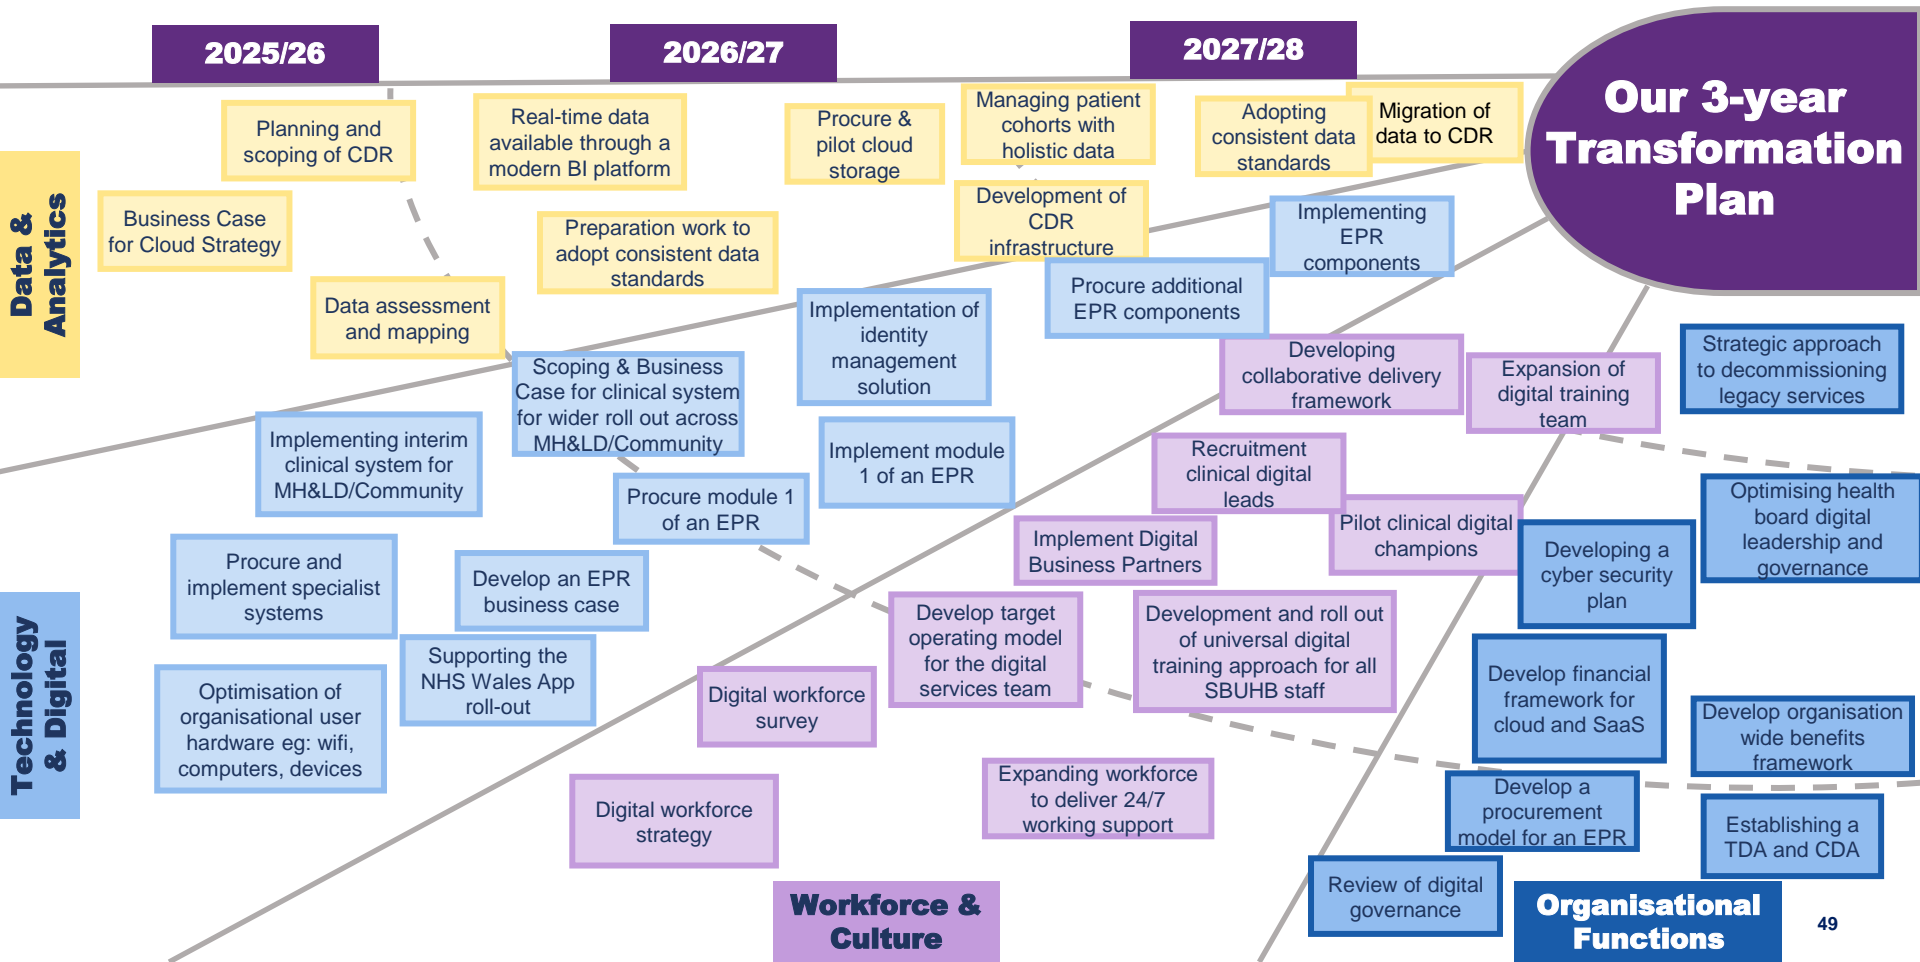 2025/26
2026/27
2027/28
Our 3-year
Transformation
Plan
Data &
Analytics
Planning and
scoping of CDR
Business Case
for Cloud Strategy
Data assessment
and mapping
Real-time data
available through a
modern BI platform
Preparation work to
adopt consistent data
standards
Procure &
pilot cloud
storage
Managing patient
cohorts with
holistic data
Development of
CDR
infrastructure
Adopting
consistent data
standards
Migration of
data to CDR
Technology
& Digital
Implementing interim
clinical system for
MH&LD/Community
Procure and
implement specialist
systems
Optimisation of
organisational user
hardware eg: wifi,
computers, devices
Supporting the
NHS Wales App
roll-out
Develop an EPR
business case
Scoping & Business
Case for clinical system
for wider roll out across
MH&LD/Community
Procure module 1
of an EPR
Implementation of
identity
management
solution
Implement module
1 of an EPR
Procure additional
EPR components
Implementing
EPR
components
Workforce &
Culture
Digital workforce
strategy
Digital workforce
survey
Develop target
operating model
for the digital
services team
Implement Digital
Business Partners
Expanding workforce
to deliver 24/7
working support
Development and roll out
of universal digital
training approach for all
SBUHB staff
Recruitment
clinical digital
leads
Pilot clinical digital
champions
Developing
collaborative delivery
framework
Expansion of
digital training
team
Organisational
Functions
Review of digital
governance
Develop a
procurement
model for an EPR
Establishing a
TDA and CDA
Develop financial
framework for
cloud and SaaS
Develop organisation
wide benefits
framework
Developing a
cyber security
plan
Optimising health
board digital
leadership and
governance
Strategic approach
to decommissioning
legacy services
49